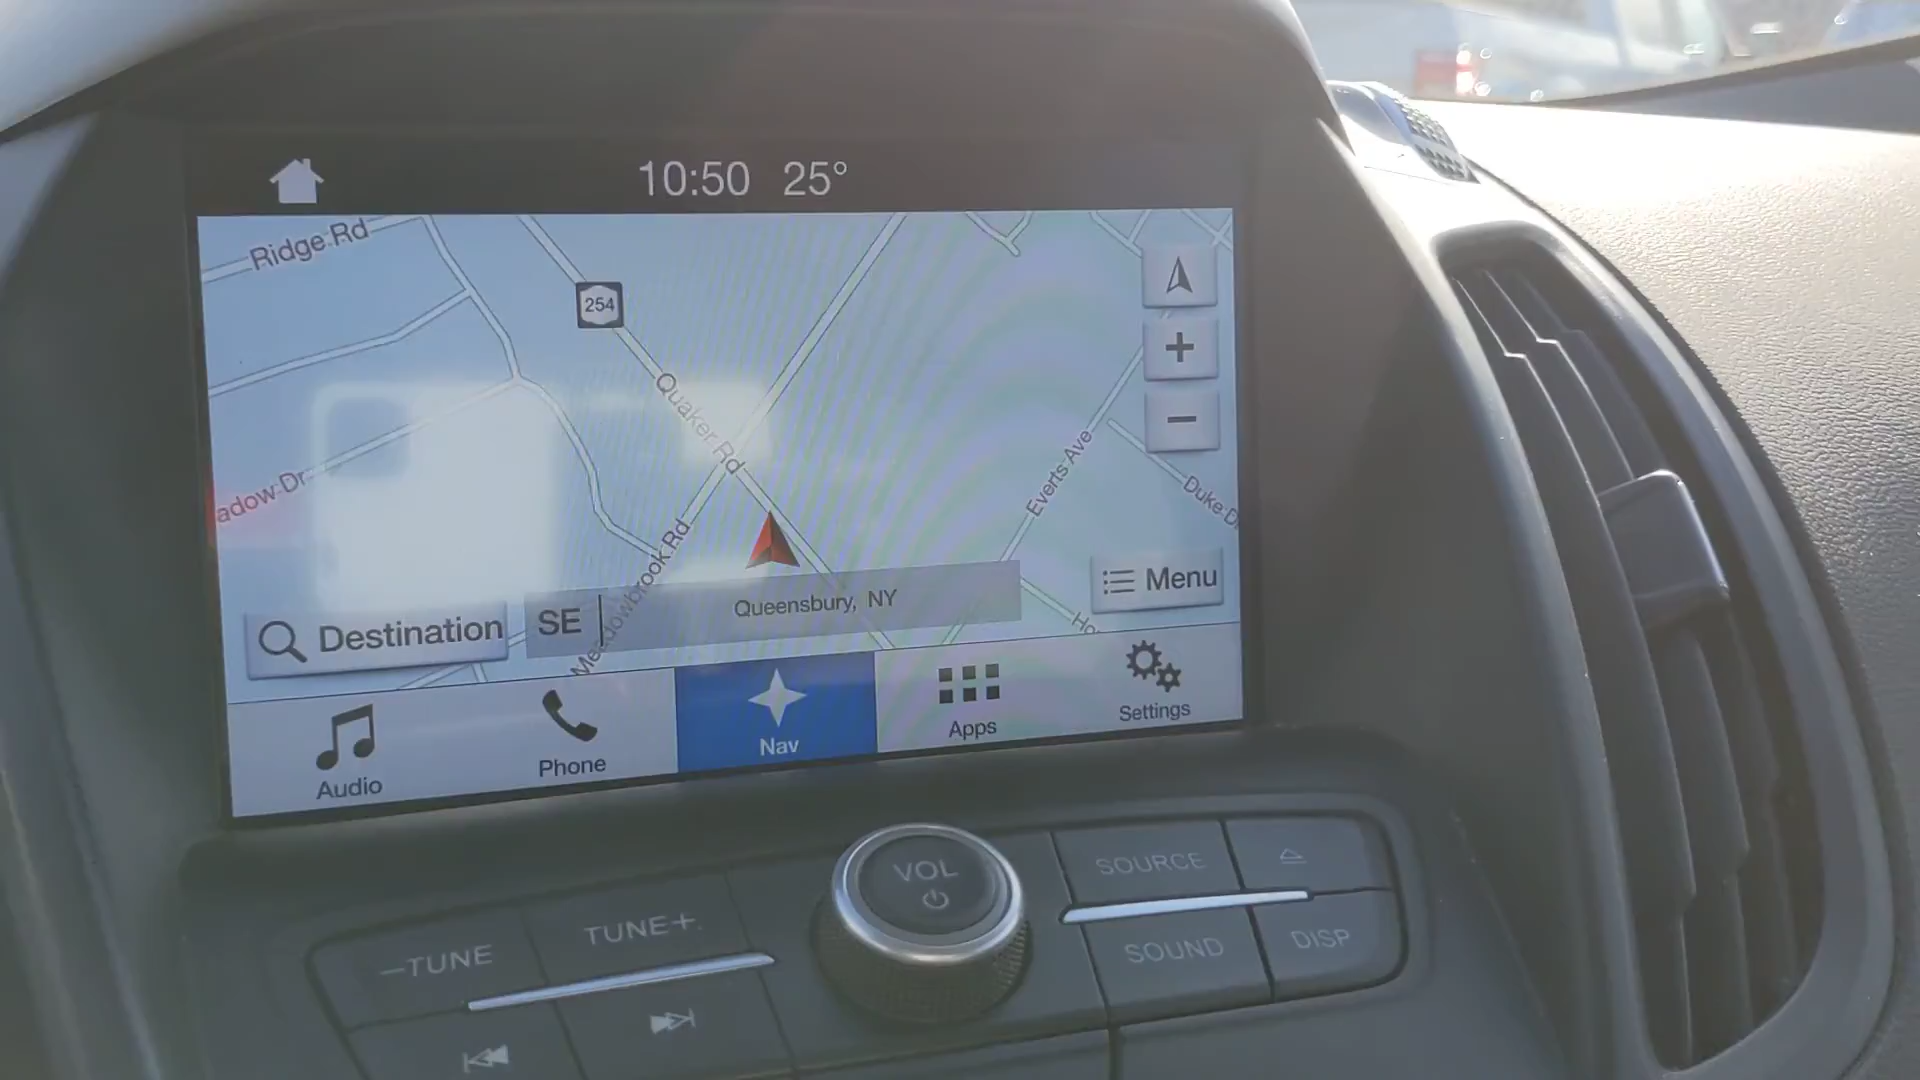 10:50 25°
Ridge Rd
254
Quaker Rd
Everts Ave
Duke D
adow Dr
Meadowbrook Rd
Menu
Destination
SE
Queensbury, NY
Ho
Audio
Phone
Nav
Apps
Settings
VOL
SOURCE
–TUNE
TUNE+
SOUND
DISP